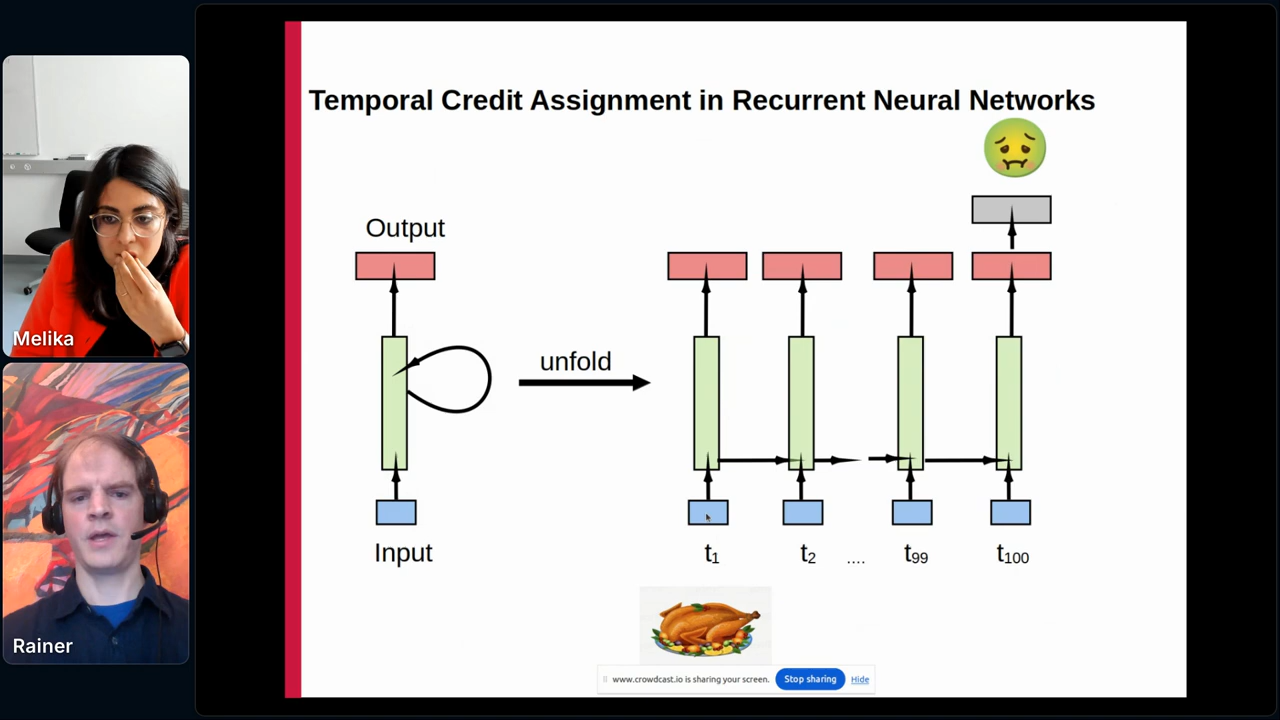 Temporal Credit Assignment in Recurrent Neural Networks
Output
unfold
Input
t1
t2
....
t99
t100
Melika
Rainer
www.crowdcast.io is sharing your screen.
Stop sharing
Hide